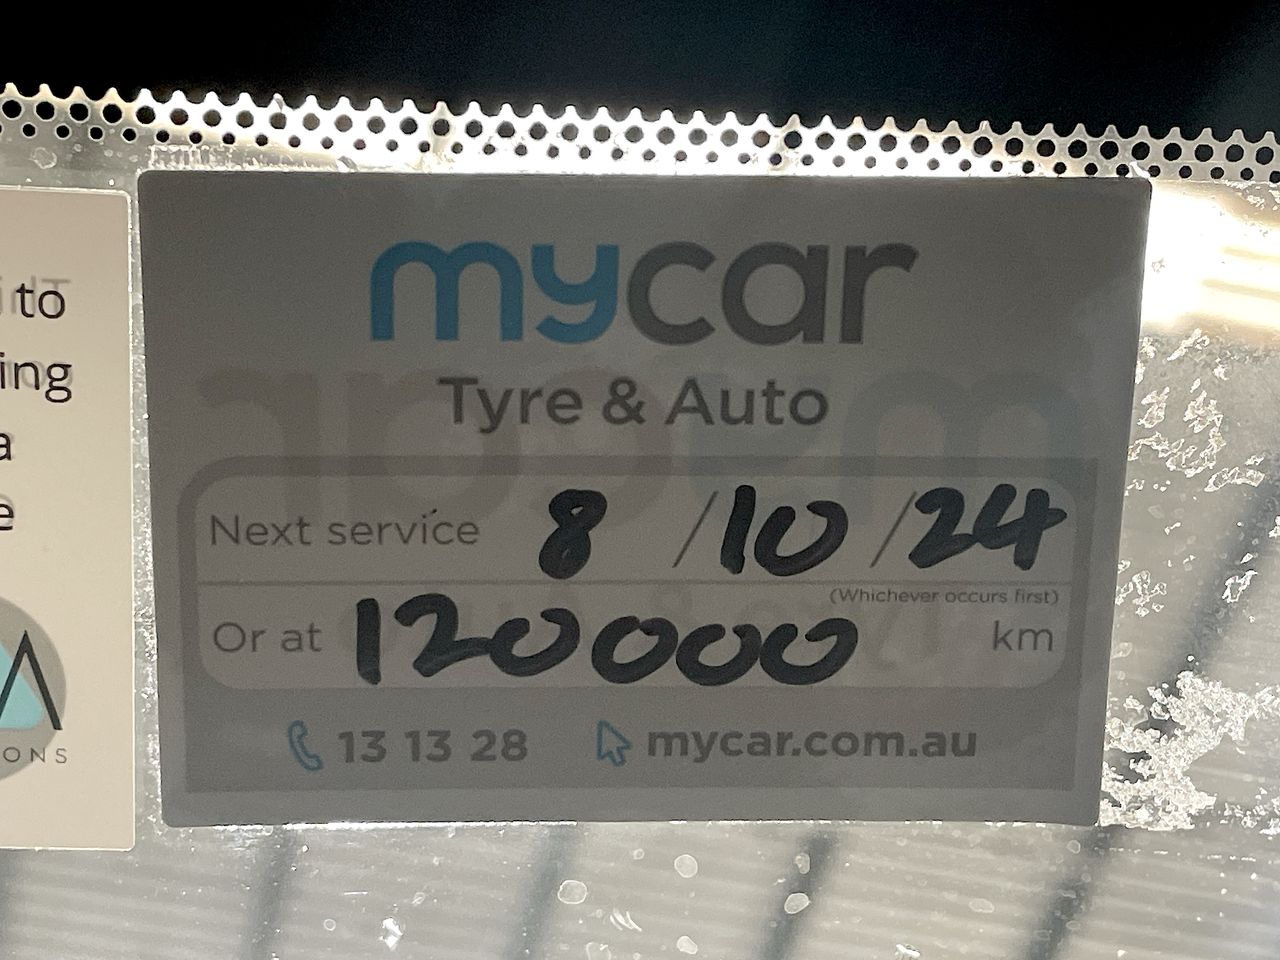 to
ing
a
e
ONS
mycar
Tyre & Auto
Next service 8 / 10 / 24
(Whichever occurs first)
Or at 120000 km
13 13 28 mycar.com.au